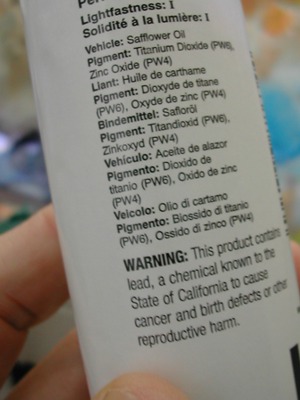 Lightfastness: I
Solidité à la lumière: I
Vehicle: Safflower Oil
Pigment: Titanium Dioxide (PW6),
Zinc Oxide (PW4)
Liant: Huile de carthame
Pigment: Dioxyde de titane
(PW6), Oxyde de zinc (PW4)
Bindemittel: Safloröl
Pigment: Titandioxid (PW6),
Zinkoxyd (PW4)
Vehículo: Aceite de alazor
Pigmento: Dióxido de
titanio (PW6), Oxido de zinc
(PW4)
Veicolo: Olio di cartamo
Pigmento: Biossido di titanio
(PW6), Ossido di zinco (PW4)
WARNING: This product contains
lead, a chemical known to the
State of California to cause
cancer and birth defects or other
reproductive harm.